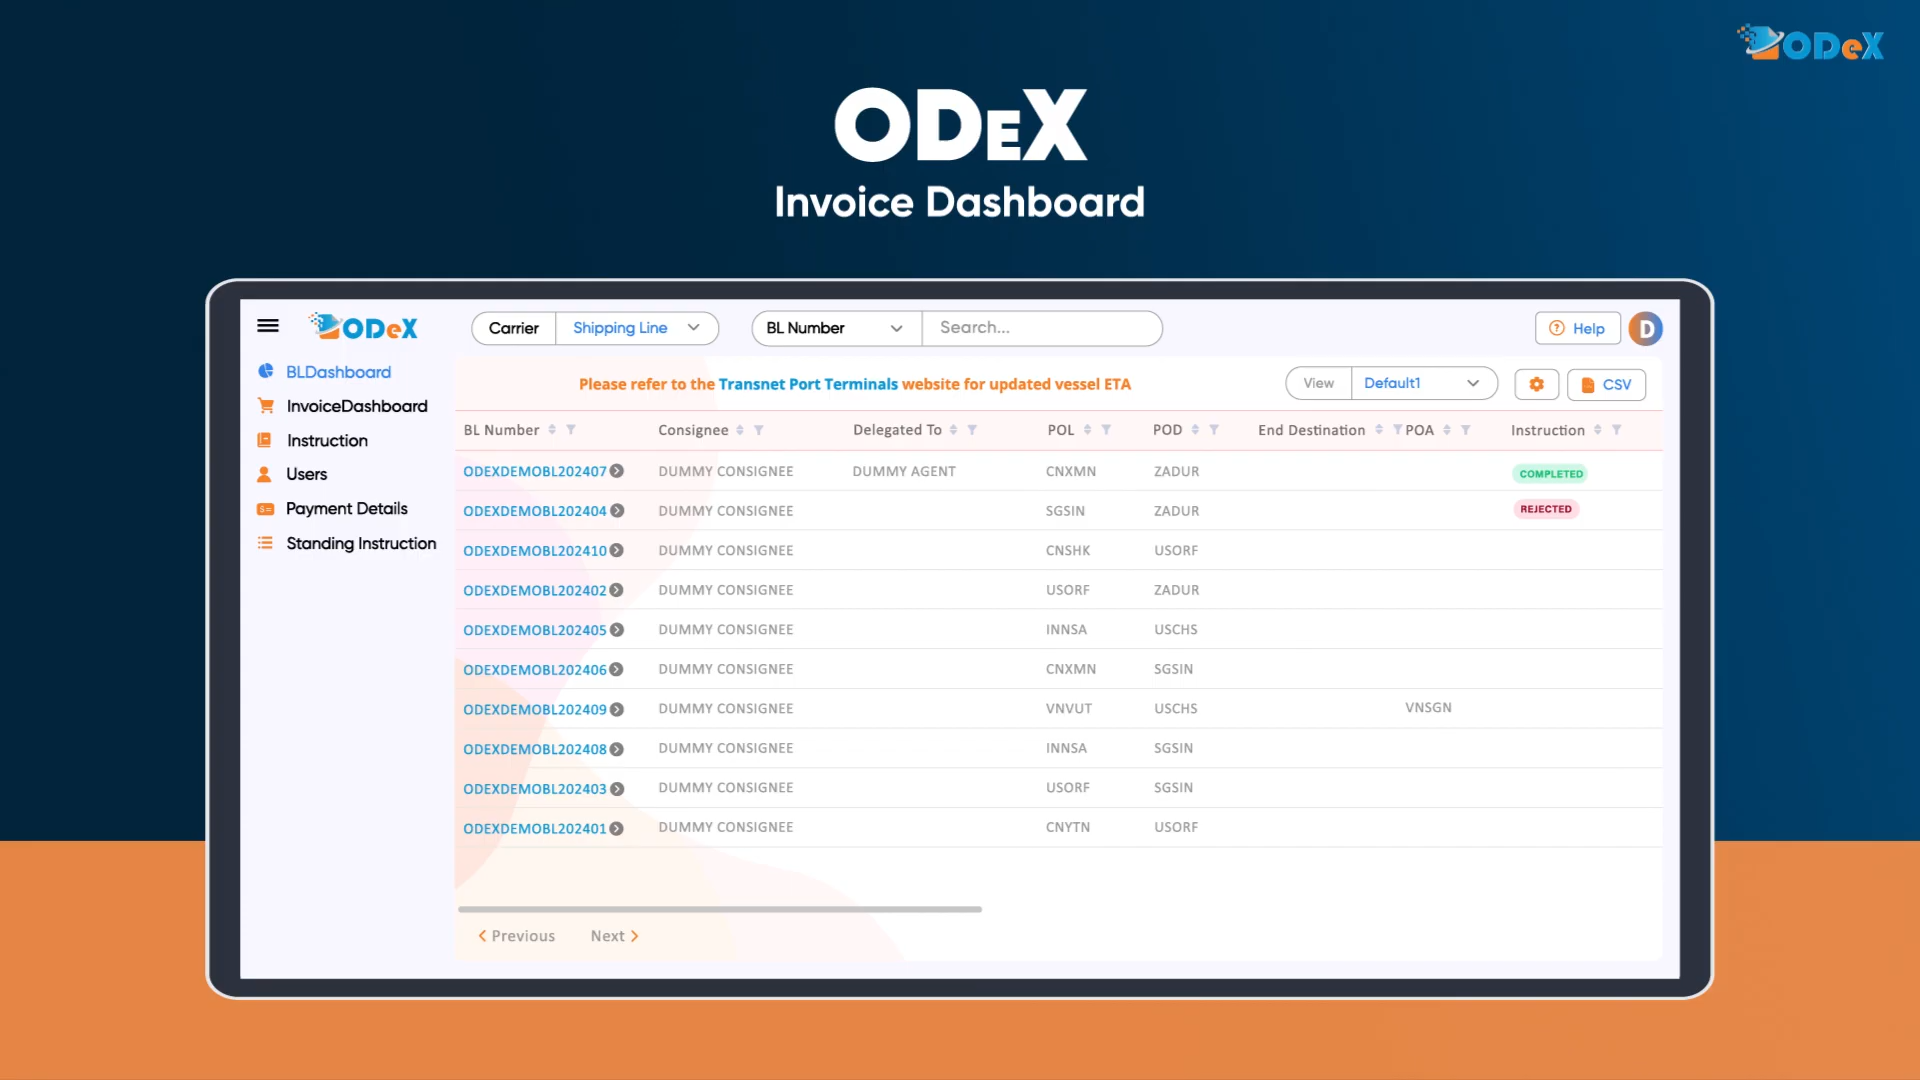 ODeX
ODEX
Invoice Dashboard
ODeX
Carrier Shipping Line BL Number Search... Help D
BLDashboard
InvoiceDashboard
Instruction
Users
Payment Details
Standing Instruction
Please refer to the Transnet Port Terminals website for updated vessel ETA View Default1 CSV
BL Number Consignee Delegated To POL POD End Destination POA Instruction
ODEXDEMOBL202407 DUMMY CONSIGNEE DUMMY AGENT CNXMN ZADUR COMPLETED
ODEXDEMOBL202404 DUMMY CONSIGNEE SGSIN ZADUR REJECTED
ODEXDEMOBL202410 DUMMY CONSIGNEE CNSHK USORF
ODEXDEMOBL202402 DUMMY CONSIGNEE USORF ZADUR
ODEXDEMOBL202405 DUMMY CONSIGNEE INNSA USCHS
ODEXDEMOBL202406 DUMMY CONSIGNEE CNXMN SGSIN
ODEXDEMOBL202409 DUMMY CONSIGNEE VNVUT USCHS VNSGN
ODEXDEMOBL202408 DUMMY CONSIGNEE INNSA SGSIN
ODEXDEMOBL202403 DUMMY CONSIGNEE USORF SGSIN
ODEXDEMOBL202401 DUMMY CONSIGNEE CNYTN USORF
Previous Next